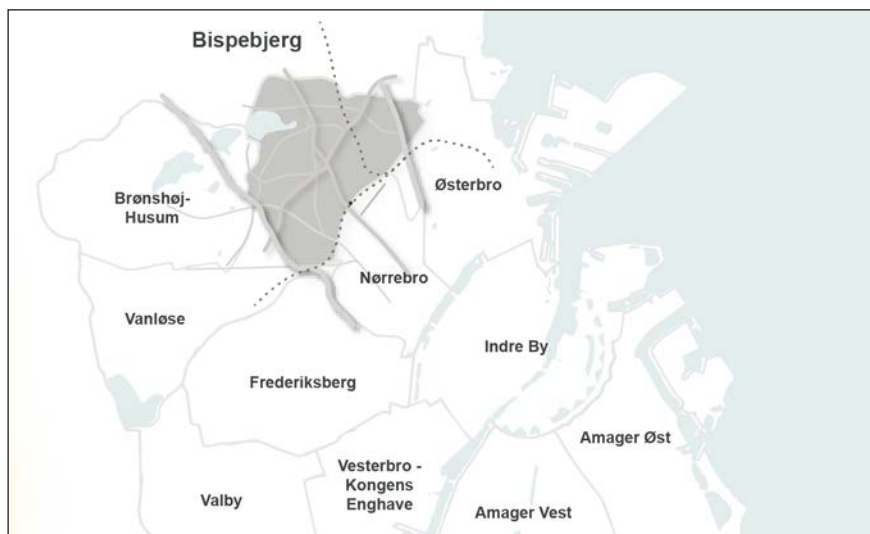 Bispebjerg
Østerbro
Brønshøj-
Husum
Nørrebro
Vanløse
Indre By
Frederiksberg
Amager Øst
Vesterbro -
Kongens
Enghave
Valby
Amager Vest